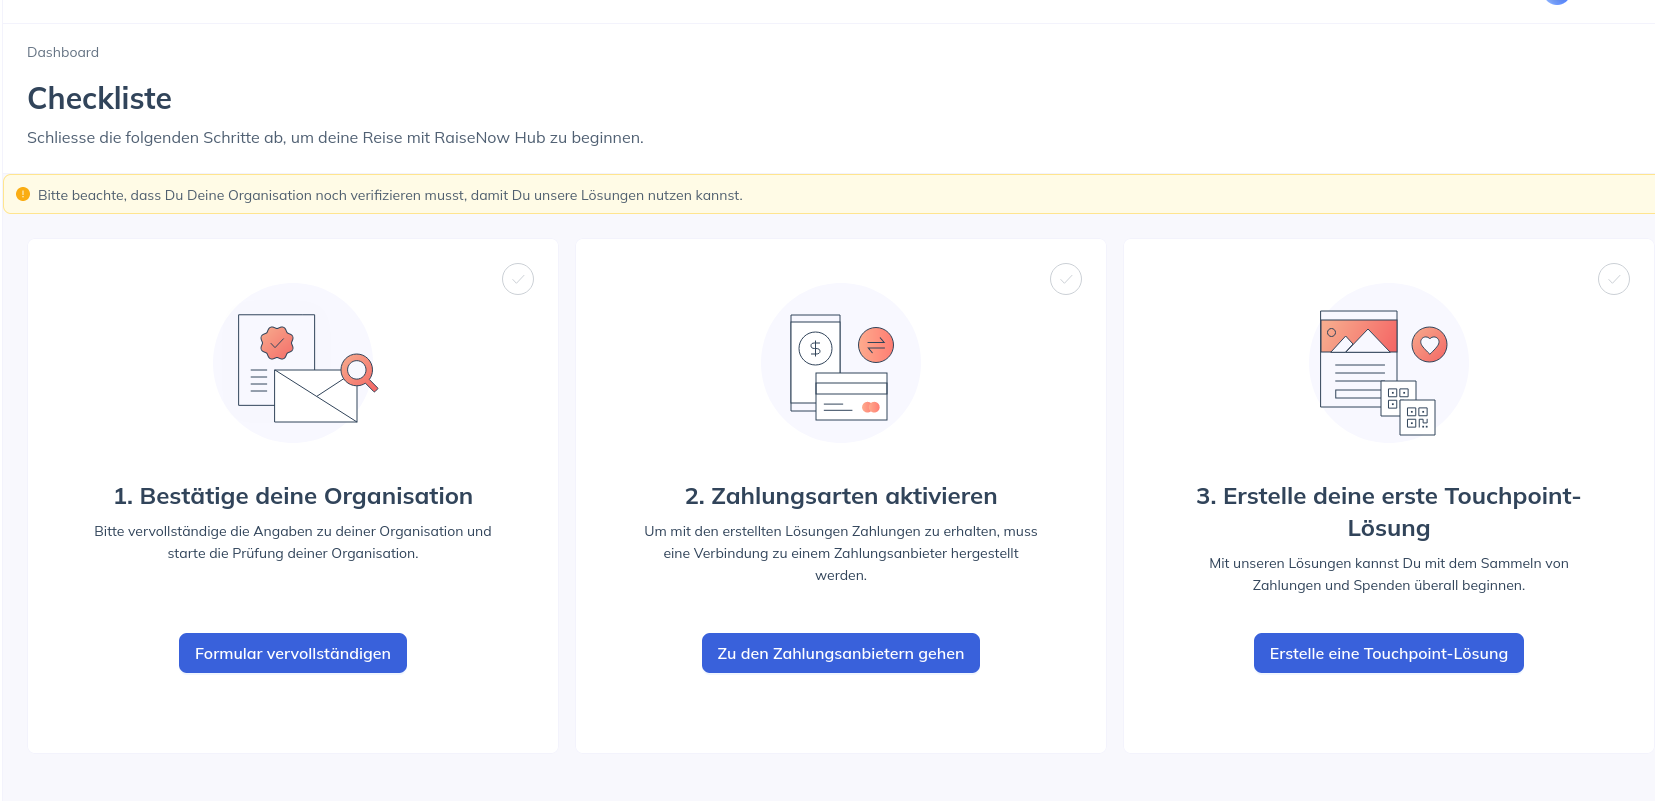 Dashboard
Checkliste
Schliesse die folgenden Schritte ab, um deine Reise mit RaiseNow Hub zu beginnen.
Bitte beachte, dass Du Deine Organisation noch verifizieren musst, damit Du unsere Lösungen nutzen kannst.
1. Bestätige deine Organisation
Bitte vervollständige die Angaben zu deiner Organisation und
starte die Prüfung deiner Organisation.
Formular vervollständigen
2. Zahlungsarten aktivieren
Um mit den erstellten Lösungen Zahlungen zu erhalten, muss
eine Verbindung zu einem Zahlungsanbieter hergestellt
werden.
Zu den Zahlungsanbietern gehen
3. Erstelle deine erste Touchpoint-
Lösung
Mit unseren Lösungen kannst Du mit dem Sammeln von
Zahlungen und Spenden überall beginnen.
Erstelle eine Touchpoint-Lösung